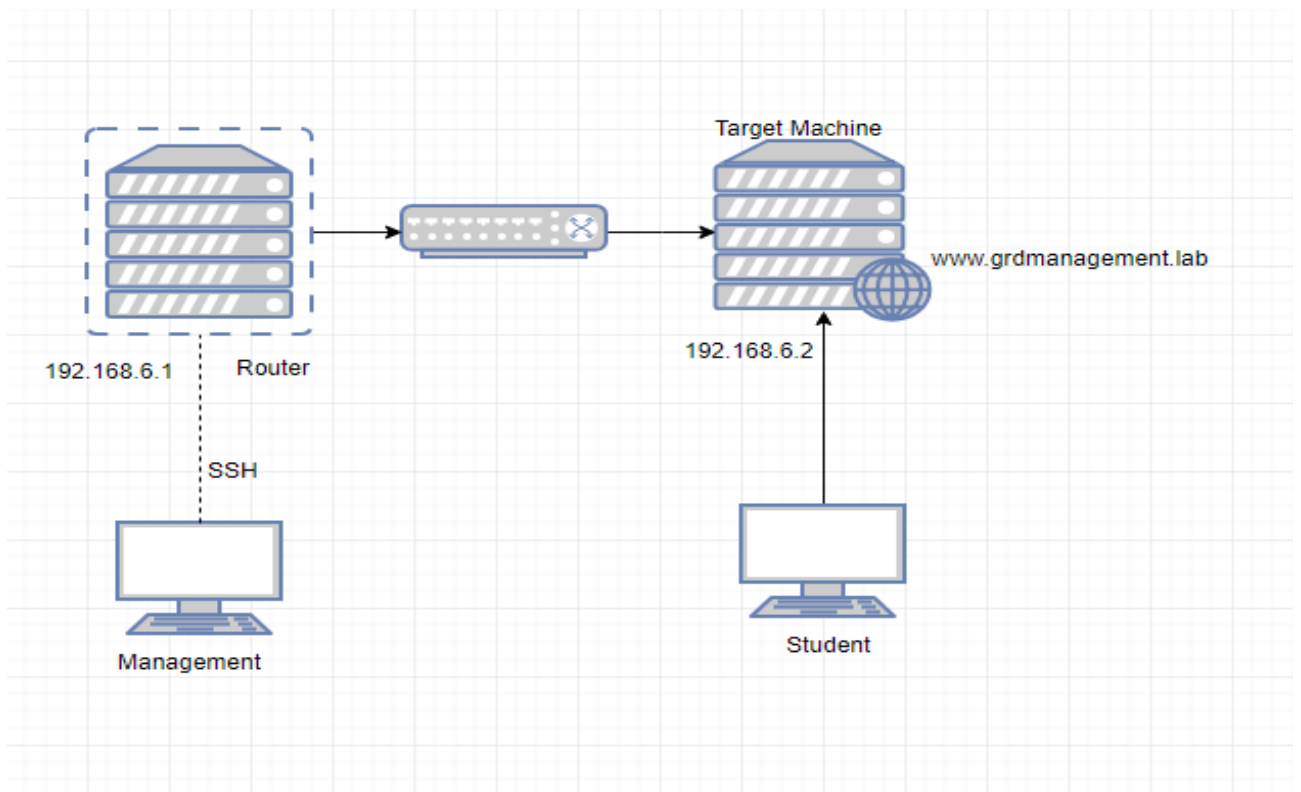 Target Machine
www.grdmanagement.lab
192.168.6.2
192.168.6.1
Router
SSH
Student
Management